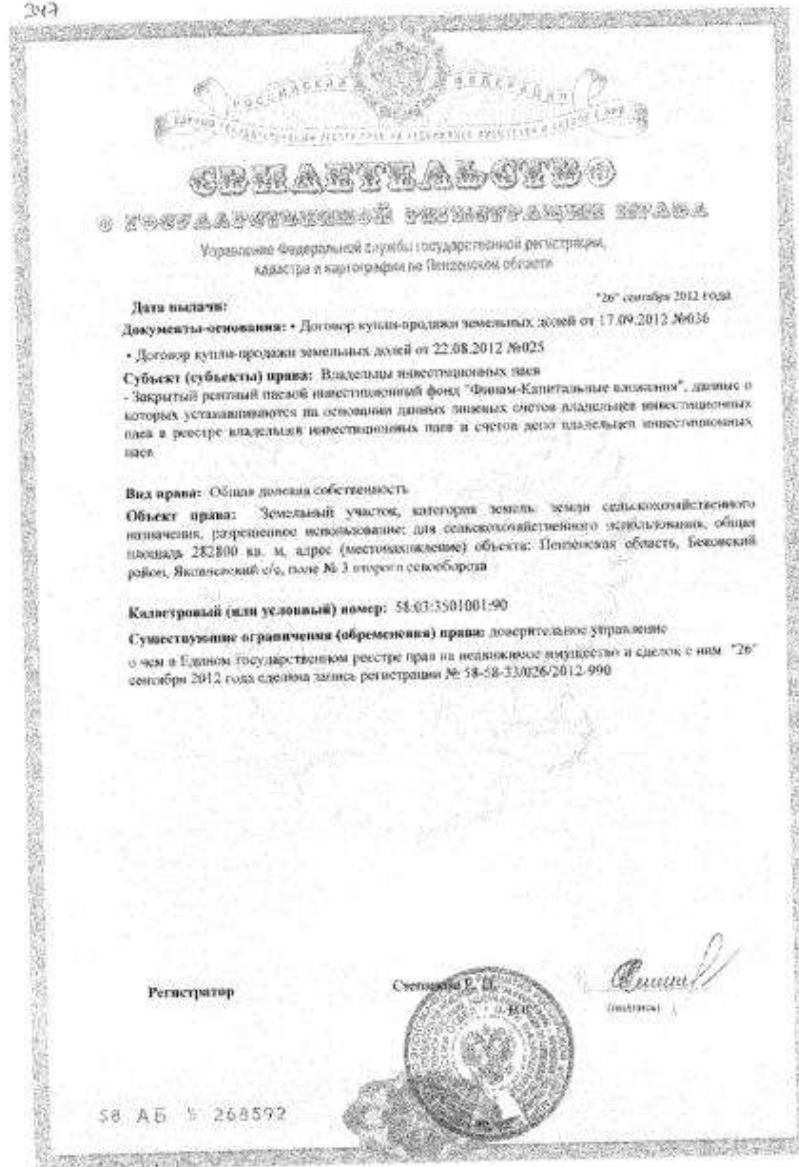 347
РОССИЙСКАЯ ФЕДЕРАЦИЯ
СВИДЕТЕЛЬСТВО
О ГОСУДАРСТВЕННОЙ РЕГИСТРАЦИИ ПРАВА
Управление Федеральной службы государственной регистрации,
кадастра и картографии по Пензенской области
Дата выдачи: "26" сентября 2012 года
Документы-основания: • Договор купли-продажи земельных долей от 17.09.2012 №036
• Договор купли-продажи земельных долей от 22.08.2012 №025
Субъект (субъекты) права: Владельцы инвестиционных паев
- Закрытый рентный паевой инвестиционный фонд "Финам-Капитальные вложения", данные о
которых устанавливаются на основании данных лицевых счетов владельцев инвестиционных
паев в реестре владельцев инвестиционных паев и счетов депо владельцев инвестиционных
паев
Вид права: Общая долевая собственность
Объект права: Земельный участок, категория земель: земли сельскохозяйственного
назначения, разрешенное использование: для сельскохозяйственного использования, общая
площадь 282800 кв. м, адрес (местонахождение) объекта: Пензенская область, Бековский
район, Яковлевский с/с, поле № 3 второго севооборота
Кадастровый (или условный) номер: 58:03:3501001:90
Существующие ограничения (обременения) права: доверительное управление
о чем в Едином государственном реестре прав на недвижимое имущество и сделок с ним "26"
сентября 2012 года сделана запись регистрации № 58-58-33/026/2012-990
Регистратор
(подпись)
58 АБ № 268592